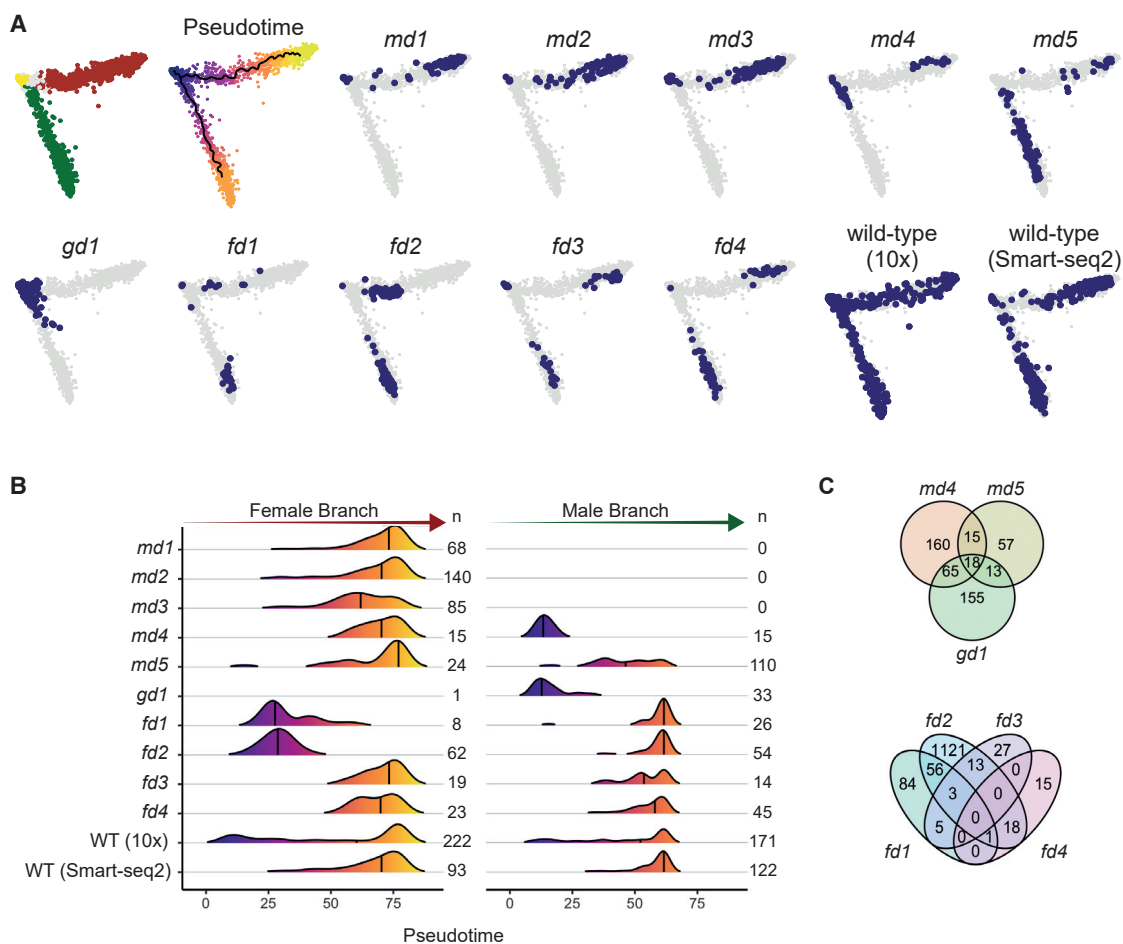 A
Pseudotime
md1
md2
md3
md4
md5
gd1
fd1
fd2
fd3
fd4
wild-type
(10x)
wild-type
(Smart-seq2)
B
Female Branch
n
Male Branch
n
md1
68
0
md2
140
0
md3
85
0
md4
15
15
md5
24
110
gd1
1
33
fd1
8
26
fd2
62
54
fd3
19
14
fd4
23
45
WT (10x)
222
171
WT (Smart-seq2)
93
122
0 25 50 75
0 25 50 75
Pseudotime
C
md4 md5
160 15 57
65 18 13
155
gd1
fd2 fd3
1121 27
84 56 13 0 15
3 0
0
5 0 1 18
0
fd1 fd4